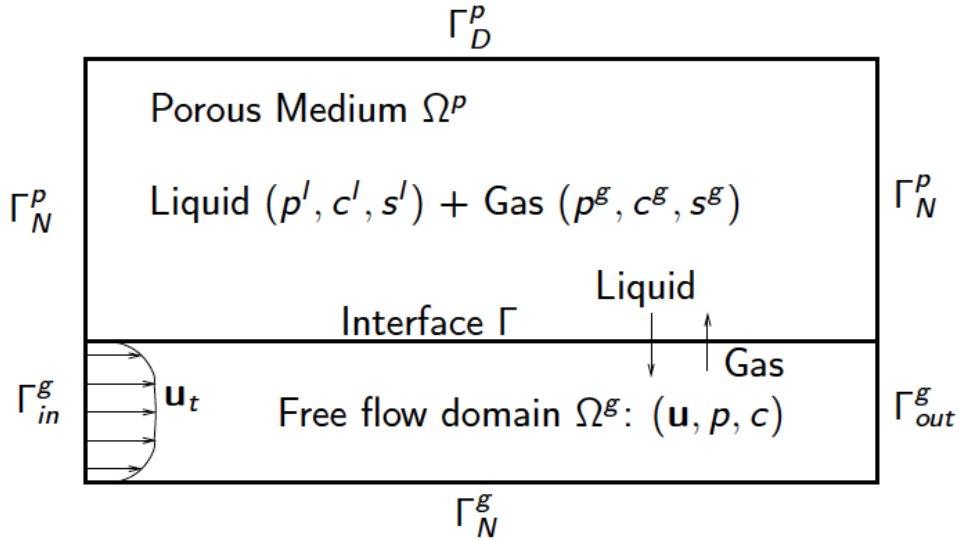 Γ^p_D
Porous Medium Ω^p
Γ^p_N
Liquid (p^l, c^l, s^l) + Gas (p^g, c^g, s^g)
Γ^p_N
Liquid
Interface Γ
Gas
Γ^g_in
u_t
Free flow domain Ω^g: (u, p, c)
Γ^g_out
Γ^g_N